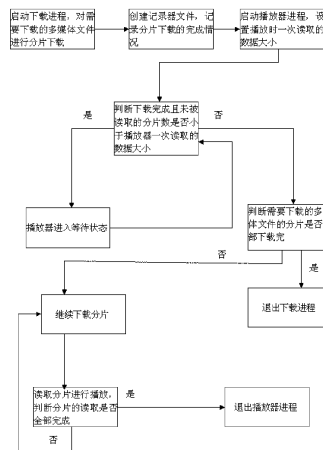 启动下载进程，对需
要下载的多媒体文件
进行分片下载
创建记录器文件，记
录分片下载的完成情
况
启动播放器进程，设
置播放时一次读取的
数据大小
是
判断下载完成且未被
读取的分片数是否小
于播放器一次读取的
数据大小
否
播放器进入等待状态
判断需要下载的多
体文件的分片是否
部下载完
否
是
继续下载分片
退出下载进程
读取分片进行播放，
判断分片的读取是否
全部完成
是
退出播放器进程
否